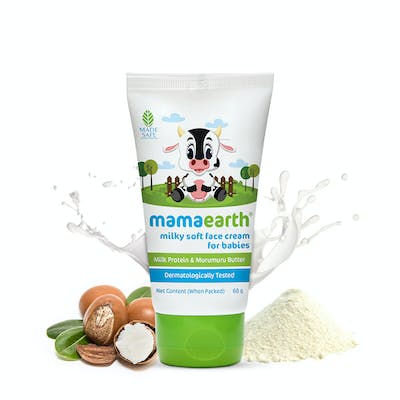 MADE
SAFE
mamaearth®
milky soft face cream
for babies
Milk Protein & Murumuru Butter
Dermatologically Tested
Net Content (When Packed) 60 g